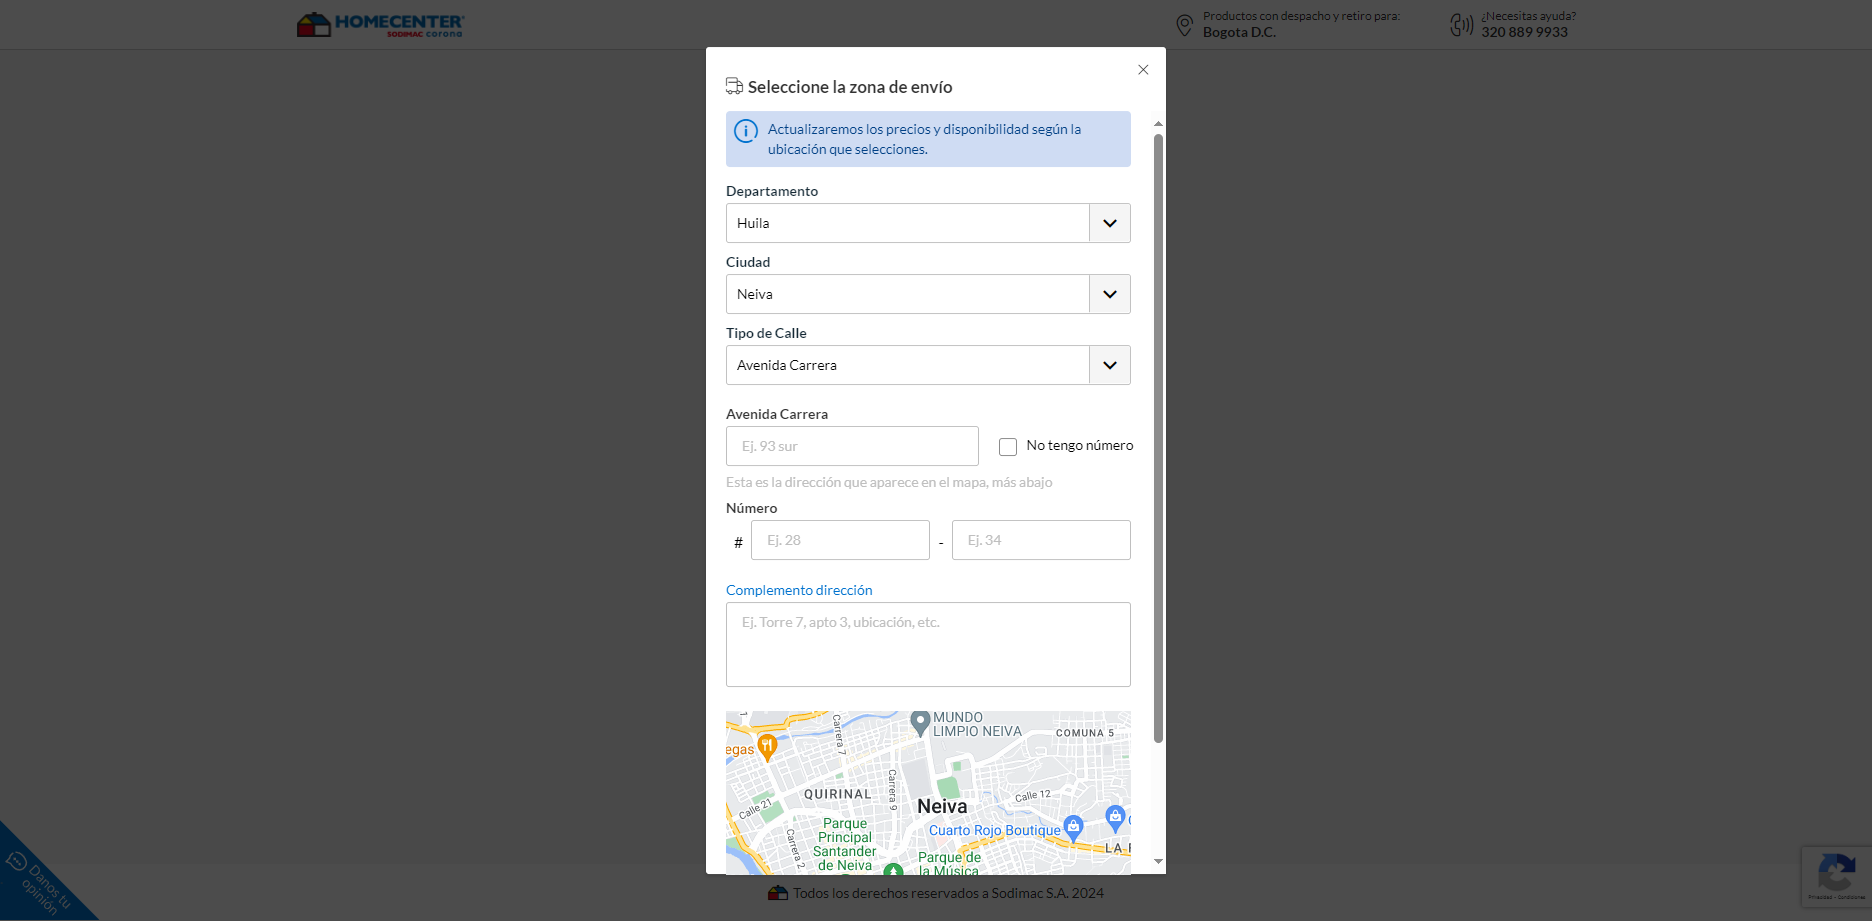 HOMECENTER
SODIMAC corona
Productos con despacho y retiro para:
Bogota D.C.
¿Necesitas ayuda?
320 889 9933
Seleccione la zona de envío
Actualizaremos los precios y disponibilidad según la
ubicación que selecciones.
Departamento
Huila
Ciudad
Neiva
Tipo de Calle
Avenida Carrera
Avenida Carrera
Ej. 93 sur
No tengo número
Esta es la dirección que aparece en el mapa, más abajo
Número
# Ej. 28 - Ej. 34
Complemento dirección
Ej. Torre 7, apto 3, ubicación, etc.
MUNDO
LIMPIO NEIVA
COMUNA 5
egas
Carrera 7
Carrera 9
QUIRINAL
Calle 21
Neiva
Calle 12
Cuarto Rojo Boutique
Carrera 2
Parque
Principal
Santander
de Neiva
Parque de
la Música
LA
Danos tu
opinión
Todos los derechos reservados a Sodimac S.A. 2024
Privacidad - Condiciones